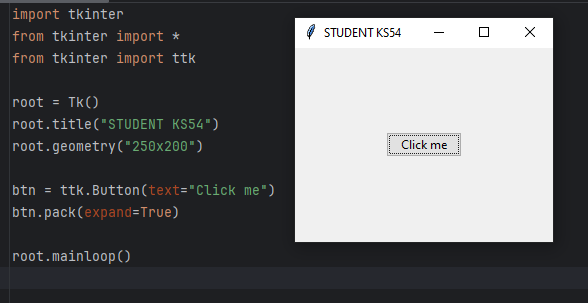 import tkinter
from tkinter import *
from tkinter import ttk
root = Tk()
root.title("STUDENT KS54")
root.geometry("250x200")
btn = ttk.Button(text="Click me")
btn.pack(expand=True)
root.mainloop()
STUDENT KS54
Click me